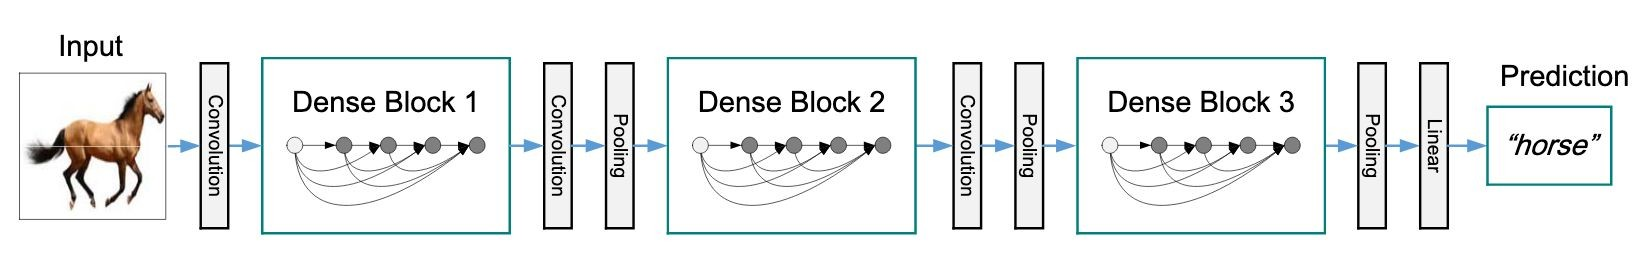 Input
Convolution
Dense Block 1
Convolution
Pooling
Dense Block 2
Convolution
Pooling
Dense Block 3
Pooling
Linear
Prediction
“horse”